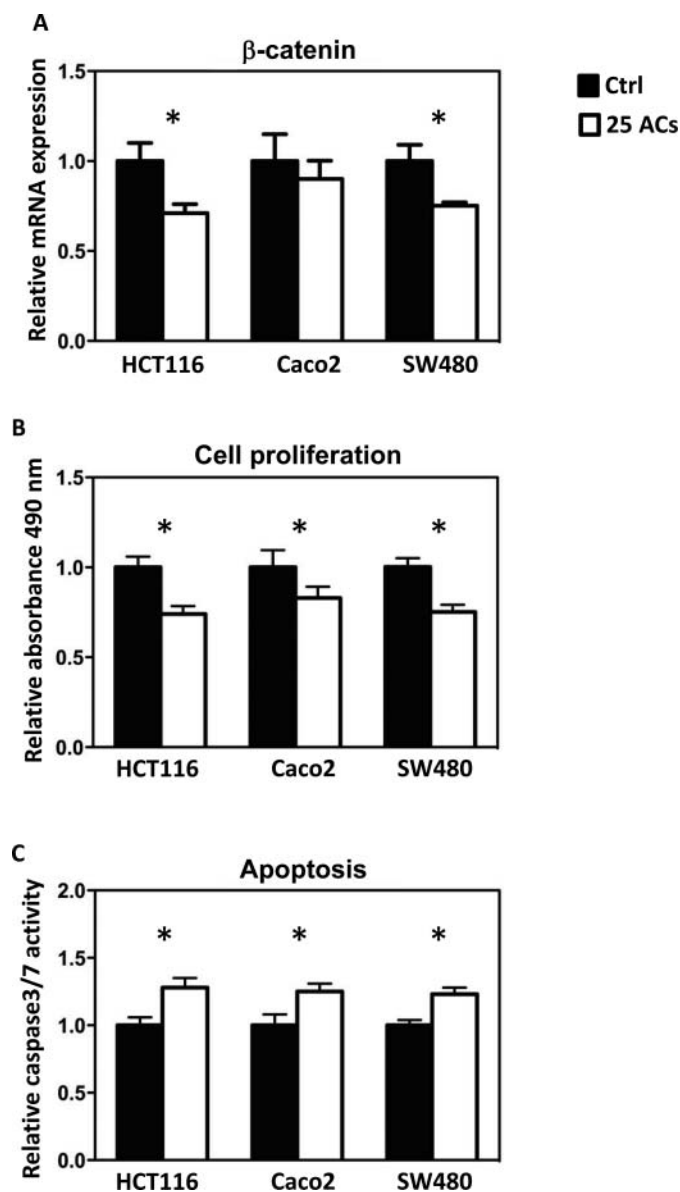 A
β-catenin
Relative mRNA expression
1.5
1.0
0.5
0.0
*
*
HCT116 Caco2 SW480
Ctrl
25 ACs
B
Cell proliferation
Relative absorbance 490 nm
1.5
1.0
0.5
0.0
* * *
HCT116 Caco2 SW480
C
Apoptosis
Relative caspase3/7 activity
2.0
1.5
1.0
0.5
0.0
* * *
HCT116 Caco2 SW480